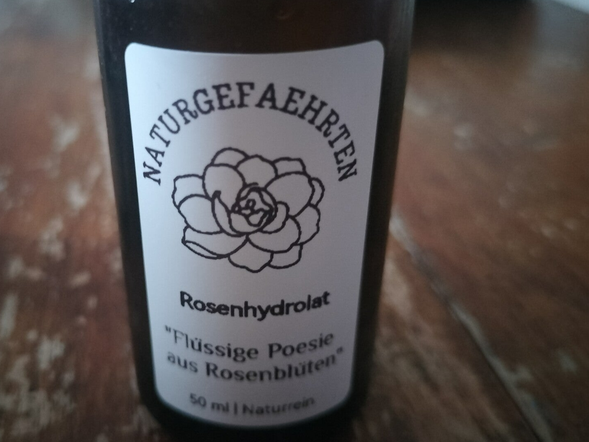 NATURGEFAEHRTEN
Rosenhydrolat
"Flüssige Poesie
aus Rosenblüten"
50 ml | Naturrein